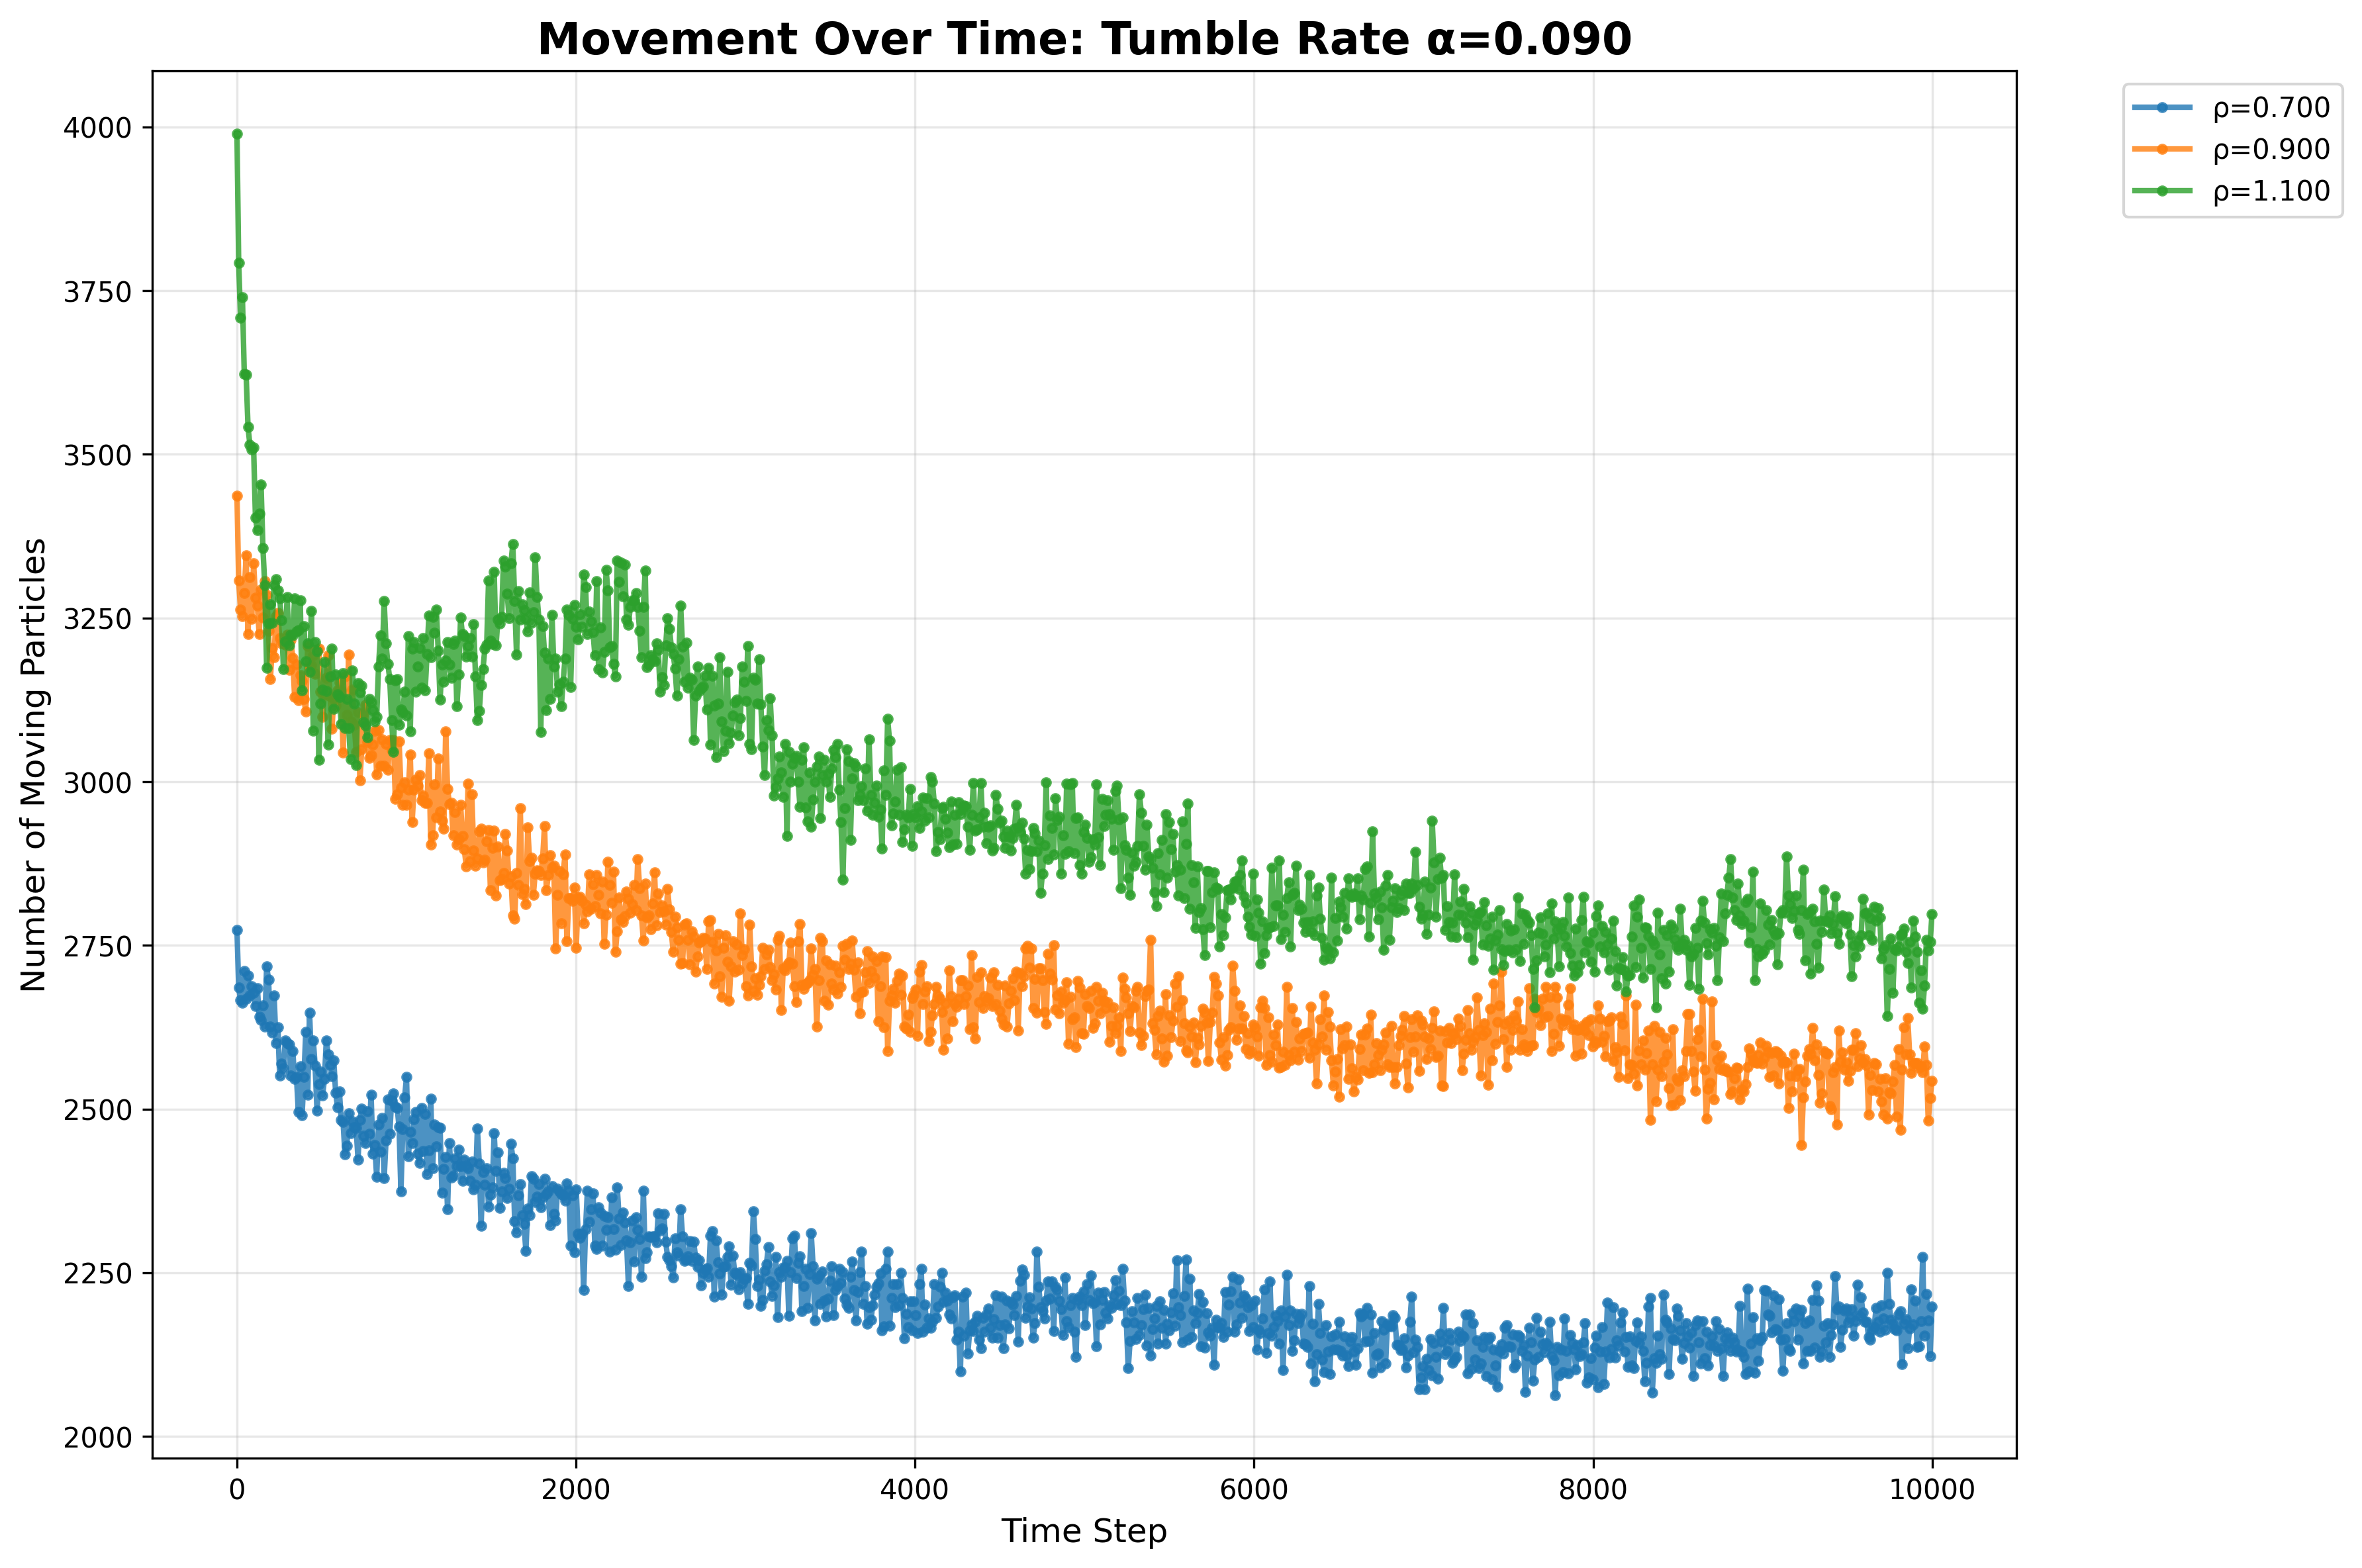 Movement Over Time: Tumble Rate α=0.090
ρ=0.700
ρ=0.900
ρ=1.100
Number of Moving Particles
4000
3750
3500
3250
3000
2750
2500
2250
2000
0
2000
4000
6000
8000
10000
Time Step